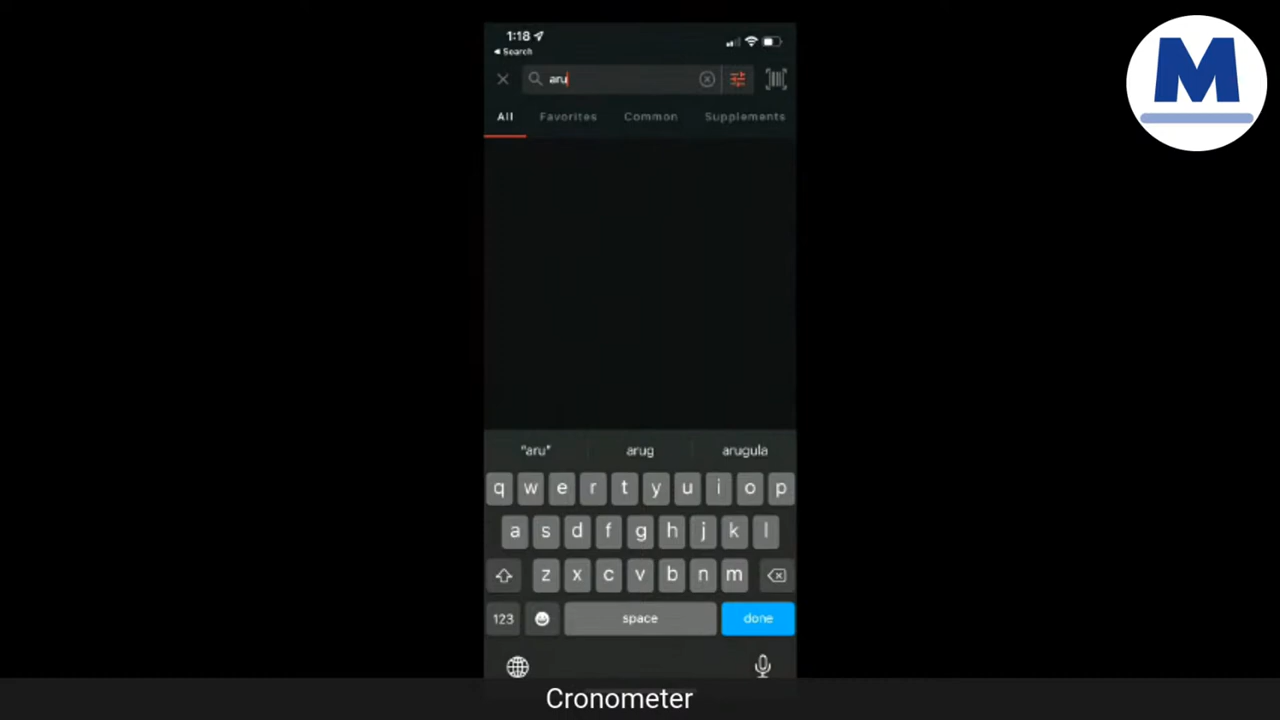 1:18
Search
aru
All Favorites Common Supplements
"aru" arug arugula
q w e r t y u i o p
a s d f g h j k l
z x c v b n m
123 space done
Cronometer
M